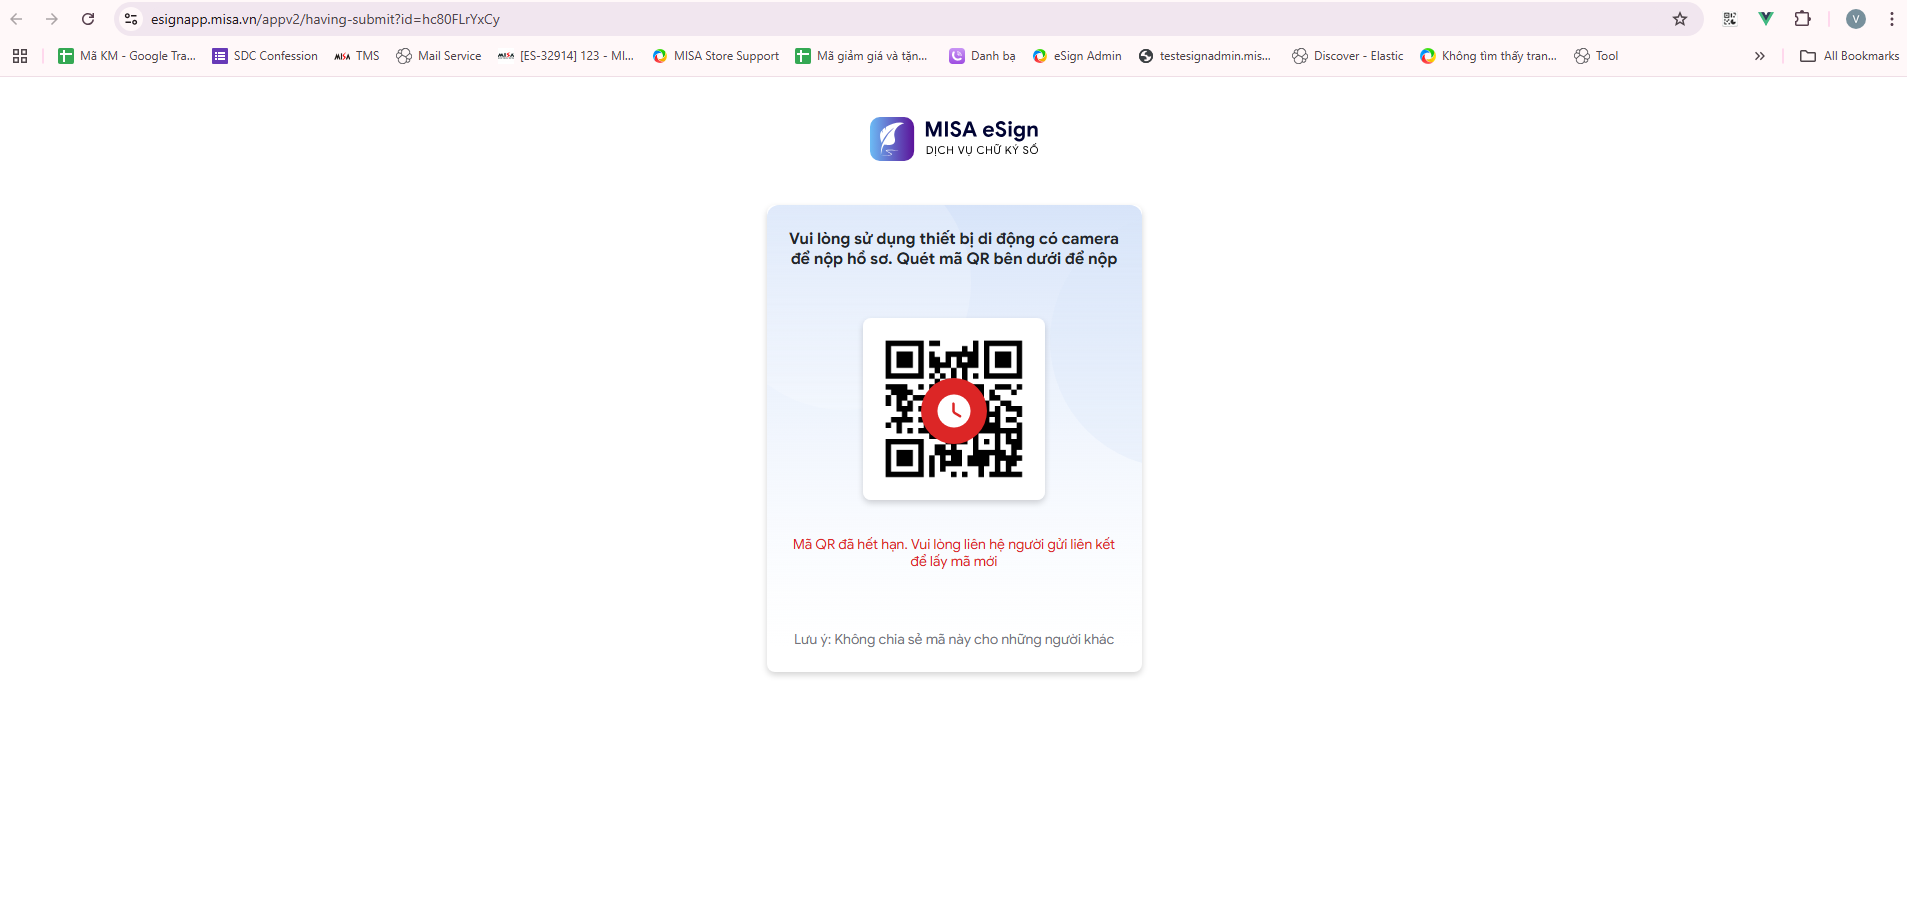 esignapp.misa.vn/appv2/having-submit?id=hc80FLrYxCy
V
Mã KM - Google Tra...
SDC Confession
MISA TMS
Mail Service
MISA [ES-32914] 123 - MI...
MISA Store Support
Mã giảm giá và tặn...
Danh bạ
eSign Admin
testesignadmin.mis...
Discover - Elastic
Không tìm thấy tran...
Tool
All Bookmarks
MISA eSign
DỊCH VỤ CHỮ KÝ SỐ
Vui lòng sử dụng thiết bị di động có camera
để nộp hồ sơ. Quét mã QR bên dưới để nộp
Mã QR đã hết hạn. Vui lòng liên hệ người gửi liên kết
để lấy mã mới
Lưu ý: Không chia sẻ mã này cho những người khác